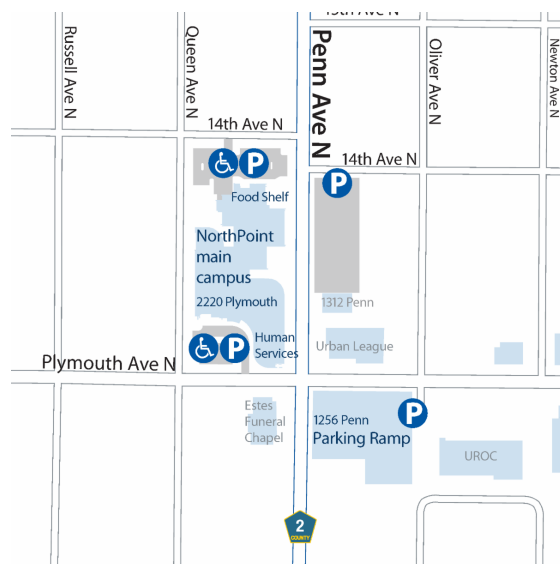 15th Ave N
Russell Ave N
Queen Ave N
Penn Ave N
Oliver Ave N
Newton Ave N
14th Ave N
14th Ave N
P
P
Food Shelf
NorthPoint
main
campus
2220 Plymouth
1312 Penn
Human
Services
P
Urban League
Plymouth Ave N
Estes
Funeral
Chapel
1256 Penn
Parking Ramp
P
UROC
2
COUNTY